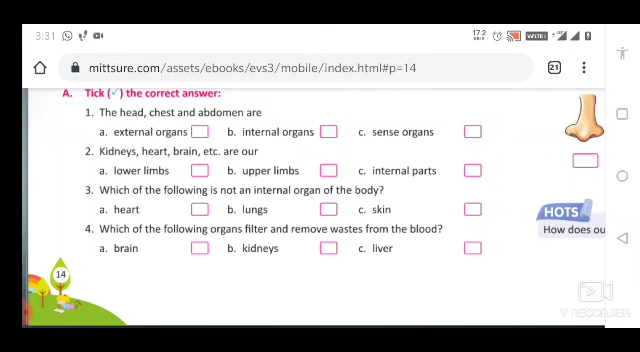 3:31
17.2
KB/S
VoLTE
mittsure.com/assets/ebooks/evs3/mobile/index.html#p=14
21
A. Tick (✓) the correct answer:
1. The head, chest and abdomen are
a. external organs b. internal organs c. sense organs
2. Kidneys, heart, brain, etc. are our
a. lower limbs b. upper limbs c. internal parts
3. Which of the following is not an internal organ of the body?
a. heart b. lungs c. skin
HOTS
4. Which of the following organs filter and remove wastes from the blood?
How does ou
a. brain b. kidneys c. liver
14
V RECORDER